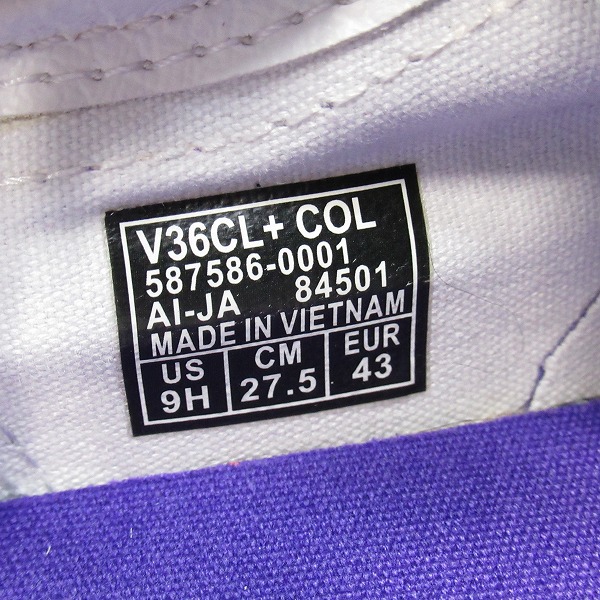 V36CL+ COL
587586-0001
AI-JA 84501
MADE IN VIETNAM
US CM EUR
9H 27.5 43